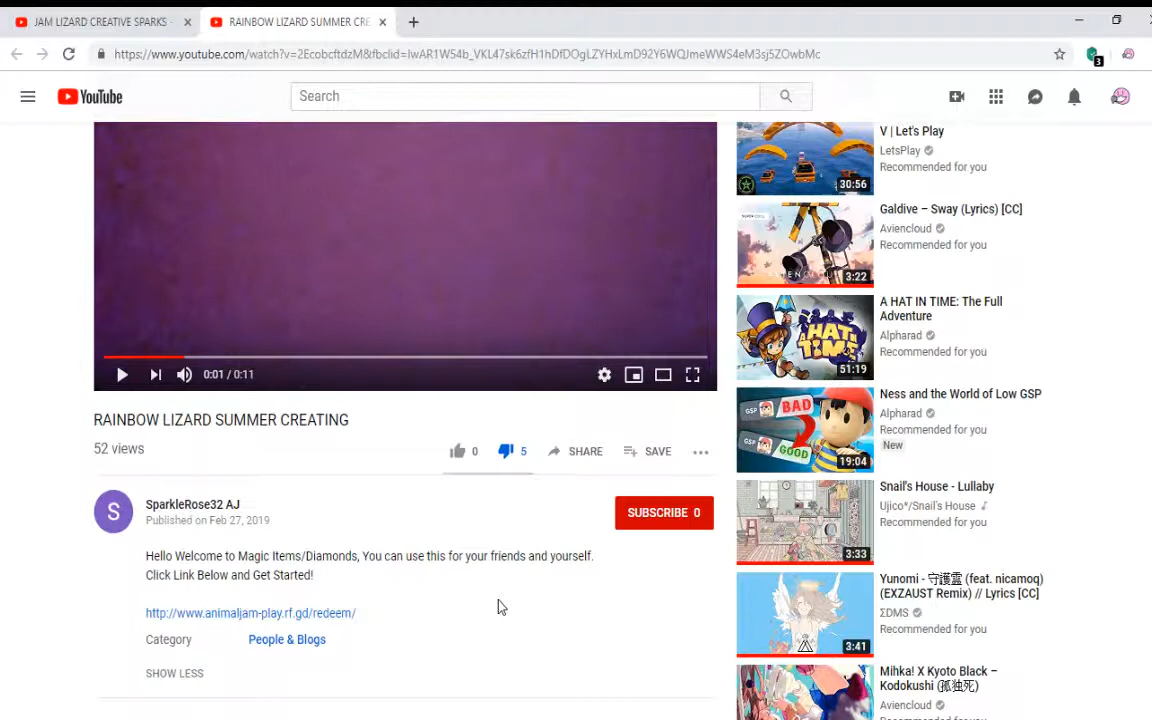 JAM LIZARD CREATIVE SPARKS -
RAINBOW LIZARD SUMMER CRE
https://www.youtube.com/watch?v=2Ecobcftdz​M&fbclid=IwAR1W54b_VKL47sk6zfH1hDfDOgLZYHxLmD92Y6WQJmeWWS4eM3sj5ZOwbMc
3
YouTube
Search
V | Let's Play
LetsPlay
Recommended for you
30:56
Galdive – Sway (Lyrics) [CC]
Aviencloud
Recommended for you
3:22
A HAT IN TIME: The Full
Adventure
Alpharad
Recommended for you
A HAT
IN TIME
51:19
0:01 / 0:11
Ness and the World of Low GSP
Alphara​d
Recommended for you
New
GSP BAD
GSP GOOD
19:04
RAINBOW LIZARD SUMMER CREATING
52 views
0
5
SHARE
SAVE
S
SparkleRose32 AJ
Published on Feb 27, 2019
SUBSCRIBE 0
Hello Welcome to Magic Items/Diamonds, You can use this for your friends and yourself.
Click Link Below and Get Started!
http://www.animaljam-play.rf.gd/redeem/
Category
People & Blogs
SHOW LESS
Snail's House - Lullaby
Ujico*/Snail's House ♪
Recommended for you
3:33
Yunomi - 守護霊 (feat. nicamoq)
(EXZAUST Remix) // Lyrics [CC]
ΣDMS
Recommended for you
3:41
Mihka! X Kyoto Black –
Kodokushi (孤独死)
Aviencloud